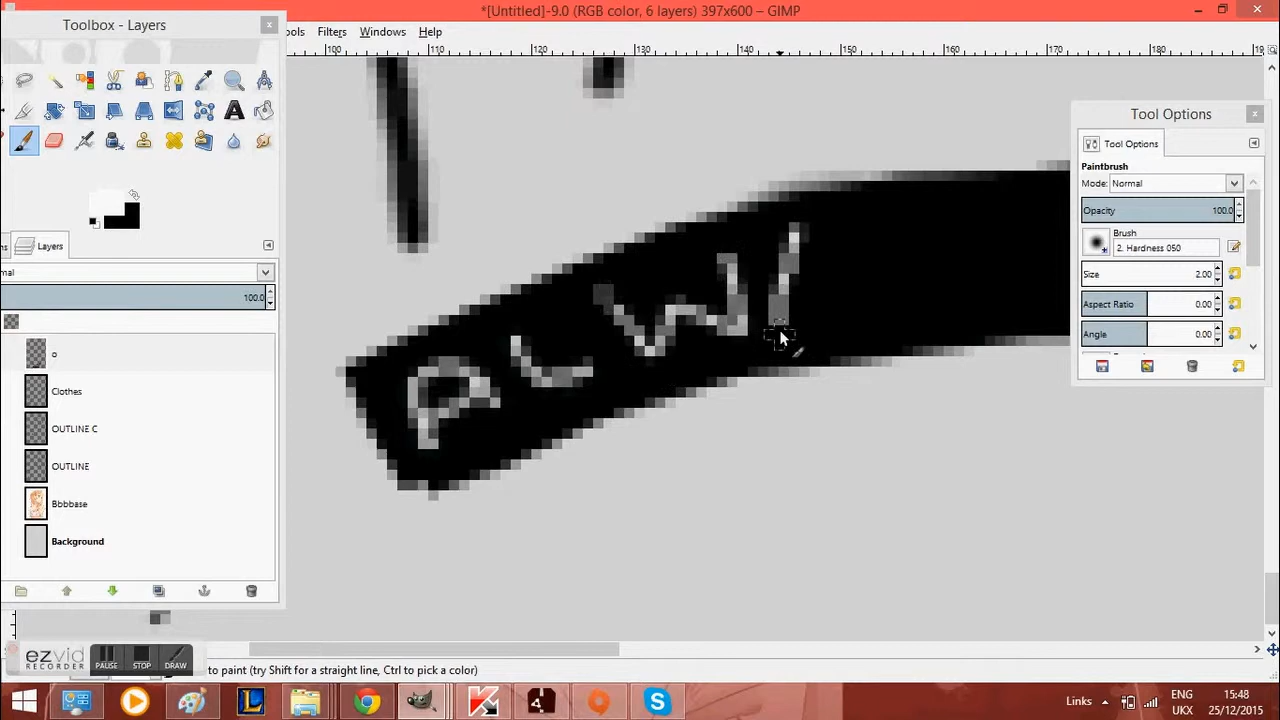 *[Untitled]-9.0 (RGB color, 6 layers) 397x600 – GIMP
Toolbox - Layers
ools Filters Windows Help
100 110 120 130 140 150 160 170 180 19
Tool Options
Tool Options
Paintbrush
Mode: Normal
Opacity 100.0
Brush
2. Hardness 050
Size 2.00
Aspect Ratio 0.00
Angle 0.00
ns Layers
mal
100.0
o
Clothes
OUTLINE C
OUTLINE
Bbbbase
Background
ALW/
ezvid
RECORDER
PAUSE STOP DRAW
to paint (try Shift for a straight line, Ctrl to pick a color)
Links
ENG
UKX
15:48
25/12/2015